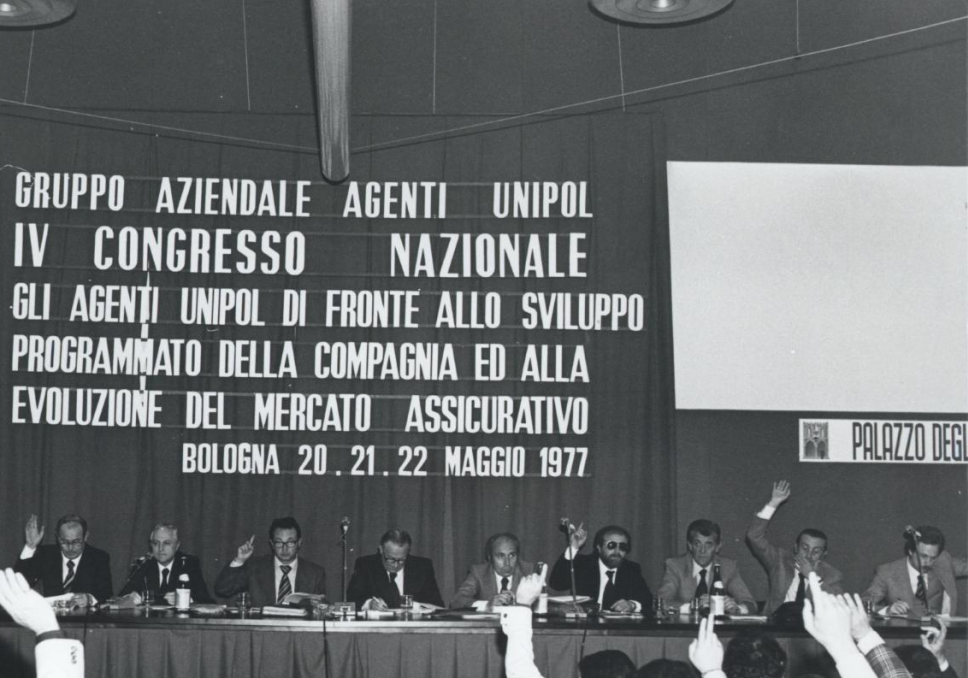 GRUPPO AZIENDALE AGENTI UNIPOL
IV CONGRESSO NAZIONALE
GLI AGENTI UNIPOL DI FRONTE ALLO SVILUPPO
PROGRAMMATO DELLA COMPAGNIA ED ALLA
EVOLUZIONE DEL MERCATO ASSICURATIVO
BOLOGNA 20.21.22 MAGGIO 1977
PALAZZO DEGL